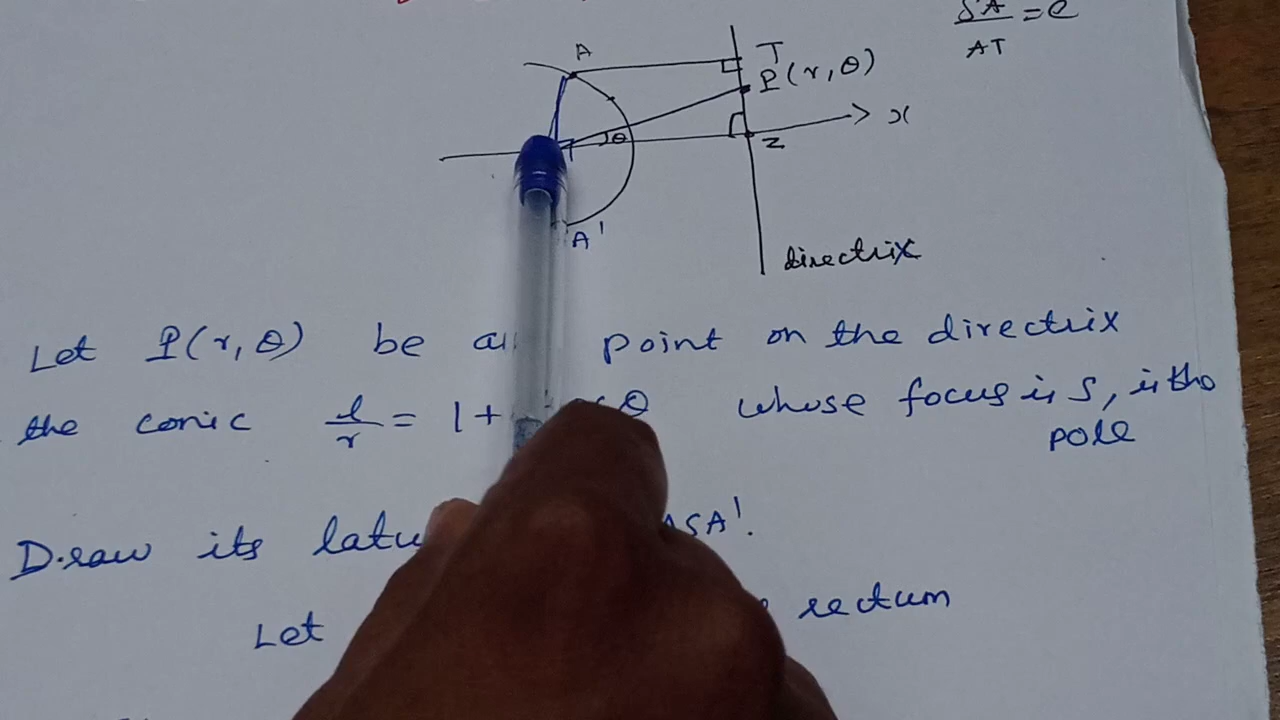 SA/AT = e
A
T
P(r, θ)
θ
x
Z
A'
directrix
Let P(r, θ) be point on the directrix
the conic l/r = 1 + θ whose focus is S, is the
pole
Draw its ASA'.
Let rectum